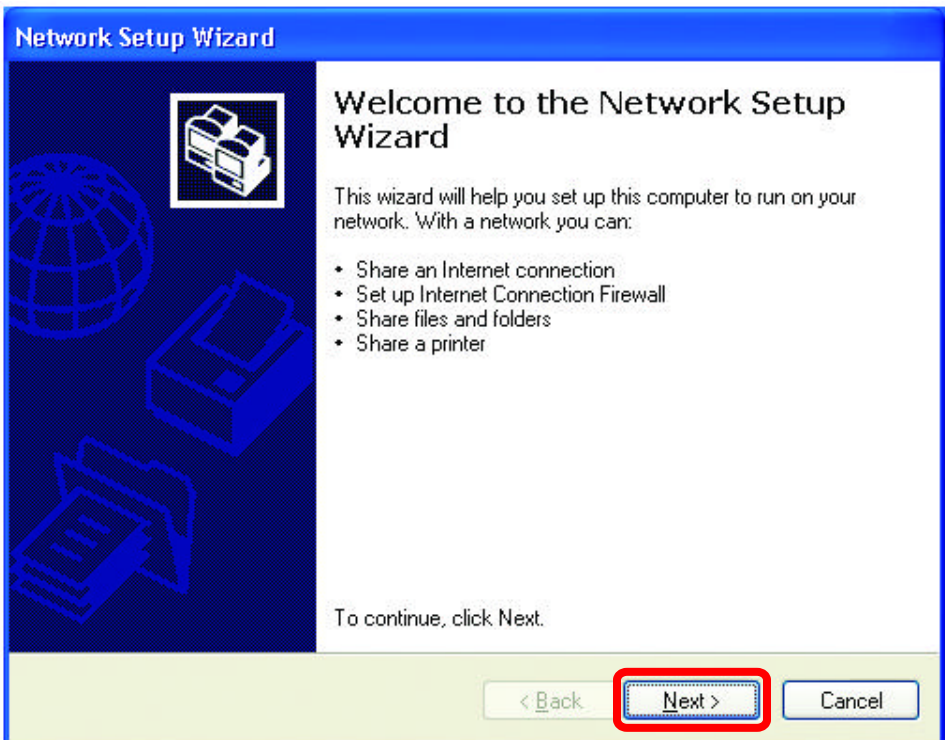 Network Setup Wizard
Welcome to the Network Setup
Wizard
This wizard will help you set up this computer to run on your
network. With a network you can:
• Share an Internet connection
• Set up Internet Connection Firewall
• Share files and folders
• Share a printer
To continue, click Next.
< Back
Next >
Cancel